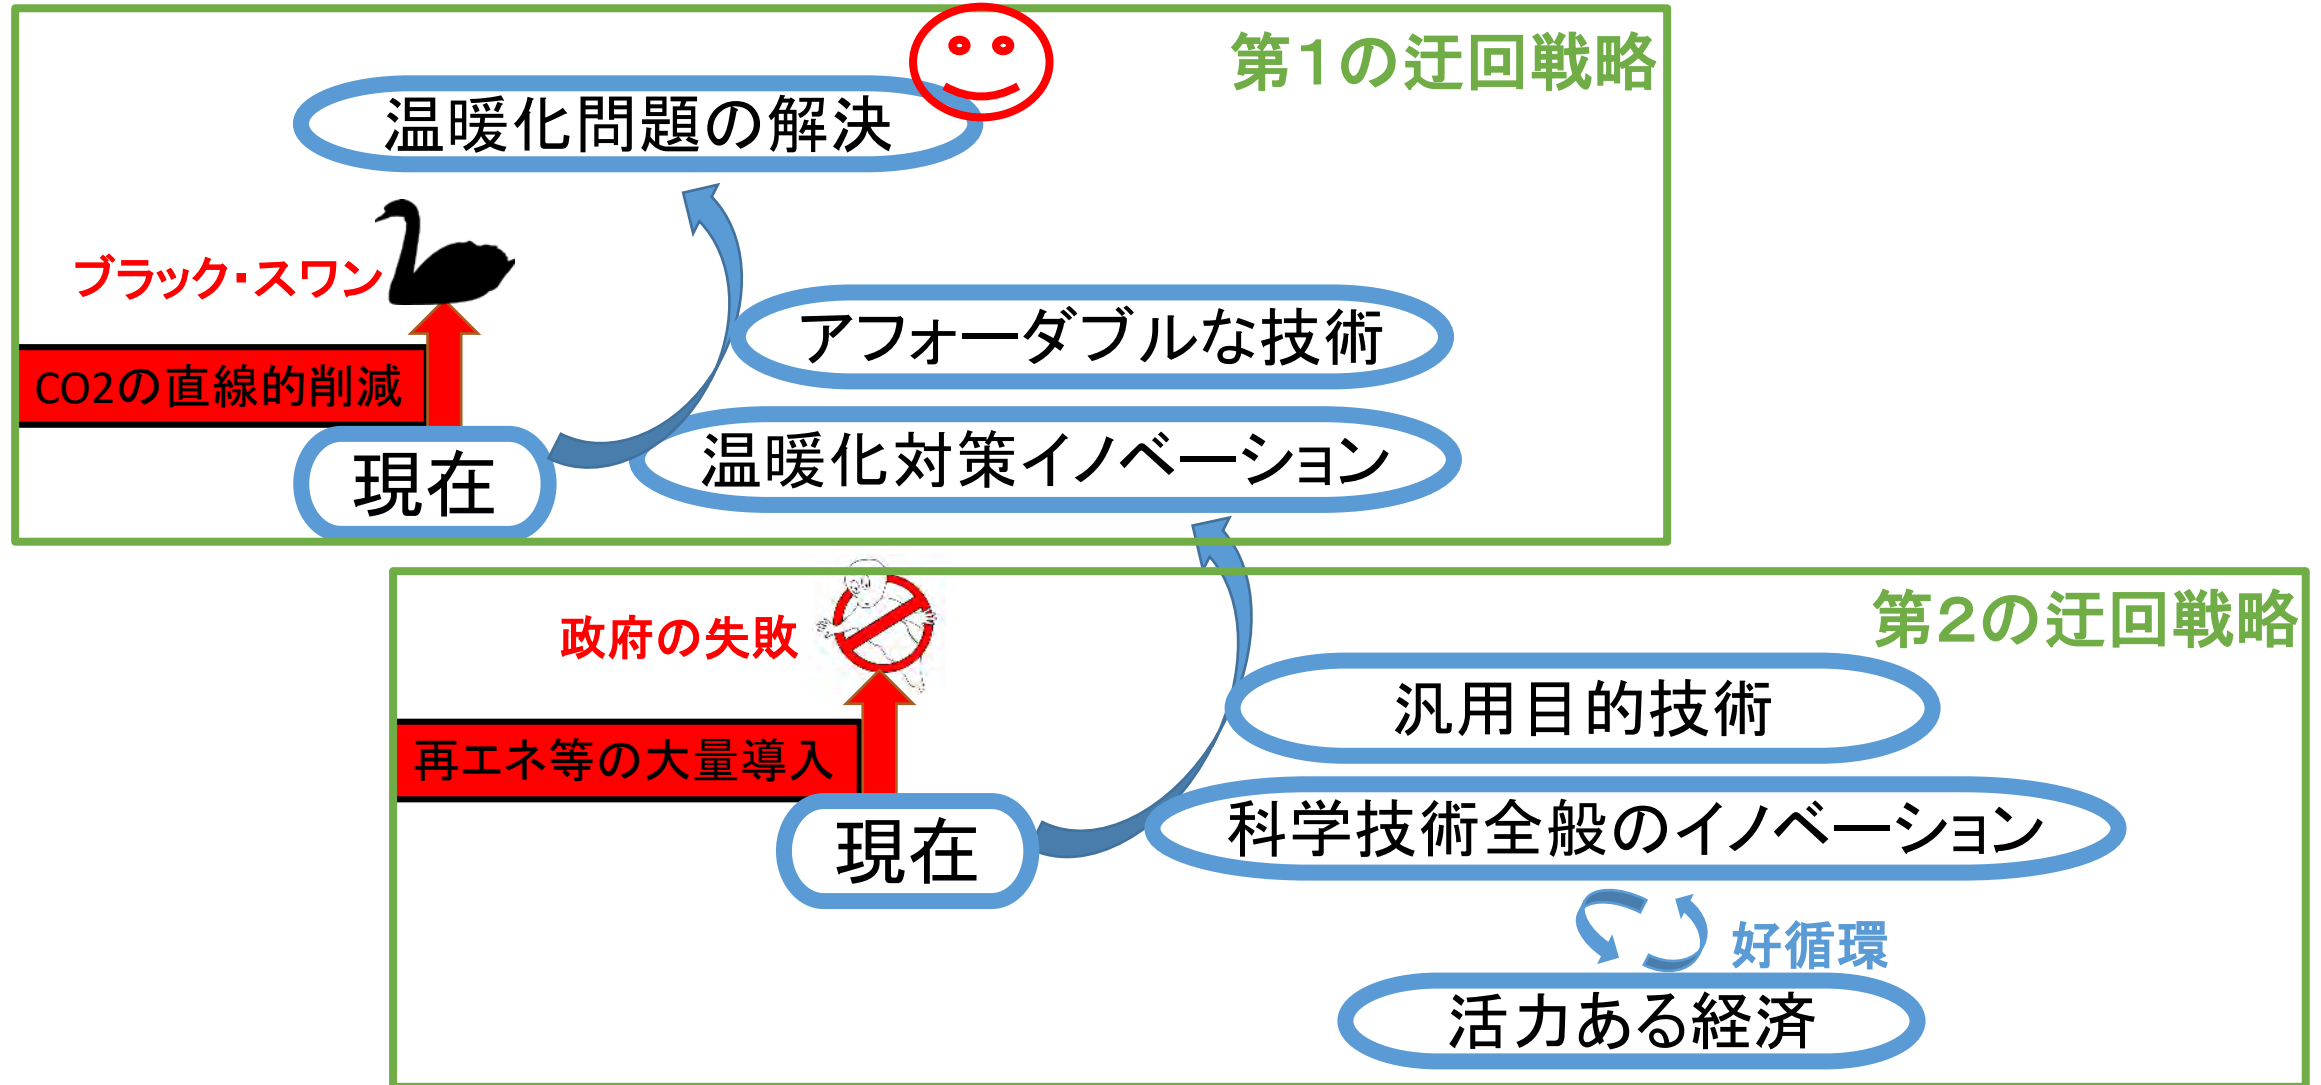 第1の迂回戦略
温暖化問題の解決
ブラック・スワン
アフォーダブルな技術
CO2の直線的削減
温暖化対策イノベーション
現在
第2の迂回戦略
政府の失敗
汎用目的技術
再エネ等の大量導入
科学技術全般のイノベーション
現在
好循環
活力ある経済